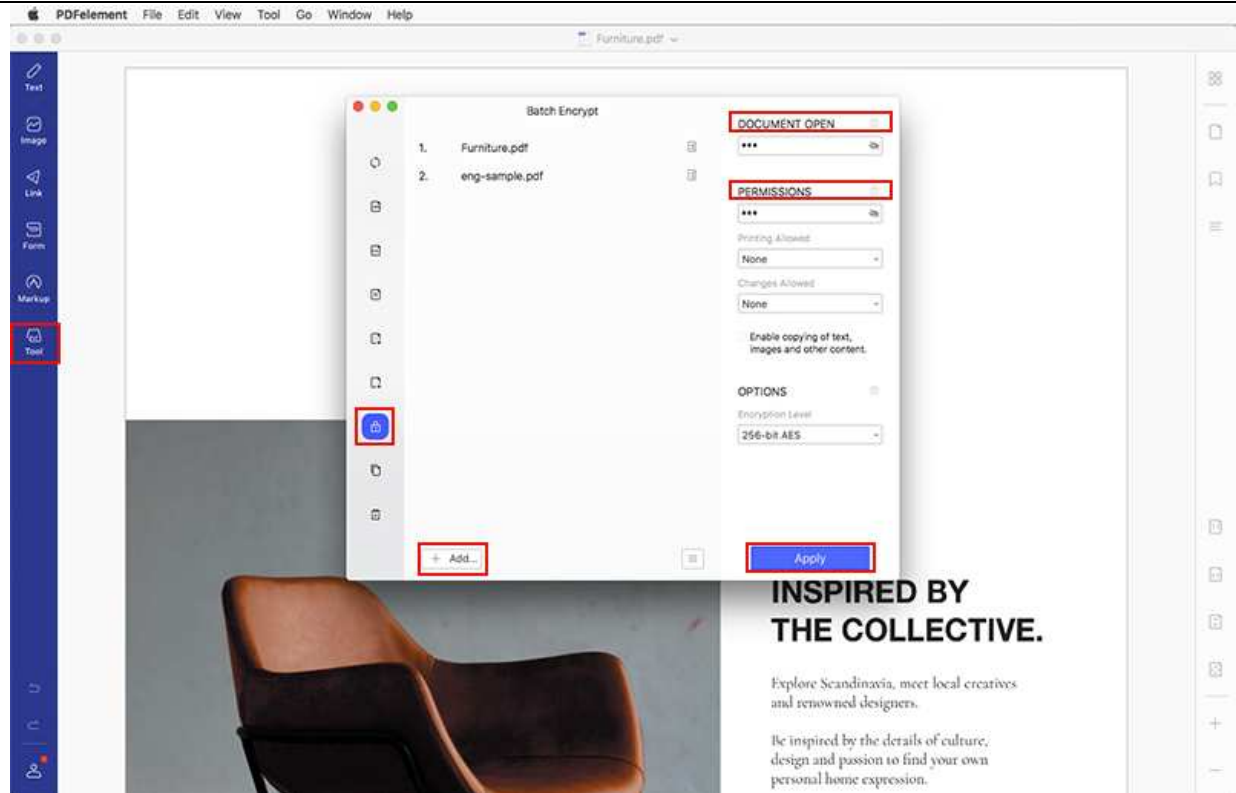 PDFelement File Edit View Tool Go Window Help
Furniture.pdf
Text
Image
Link
Form
Markup
Tool
Batch Encrypt
1. Furniture.pdf
2. eng-sample.pdf
+ Add...
DOCUMENT OPEN
•••
PERMISSIONS
•••
Printing Allowed
None
Changes Allowed
None
Enable copying of text,
images and other content.
OPTIONS
Encryption Level
256-bit AES
Apply
INSPIRED BY
THE COLLECTIVE.
Explore Scandinavia, meet local creatives
and renowned designers.
Be inspired by the details of culture,
design and passion to find your own
personal home expression.